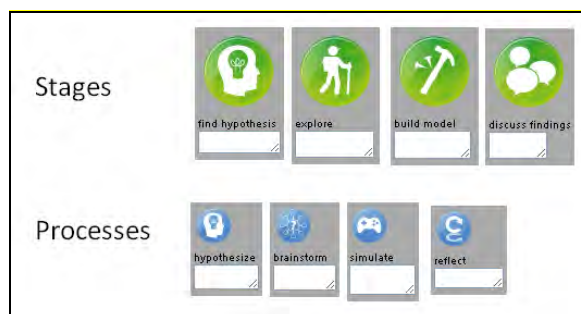 Stages
find hypothesis explore build model discuss findings
Processes
hypothesize brainstorm simulate reflect